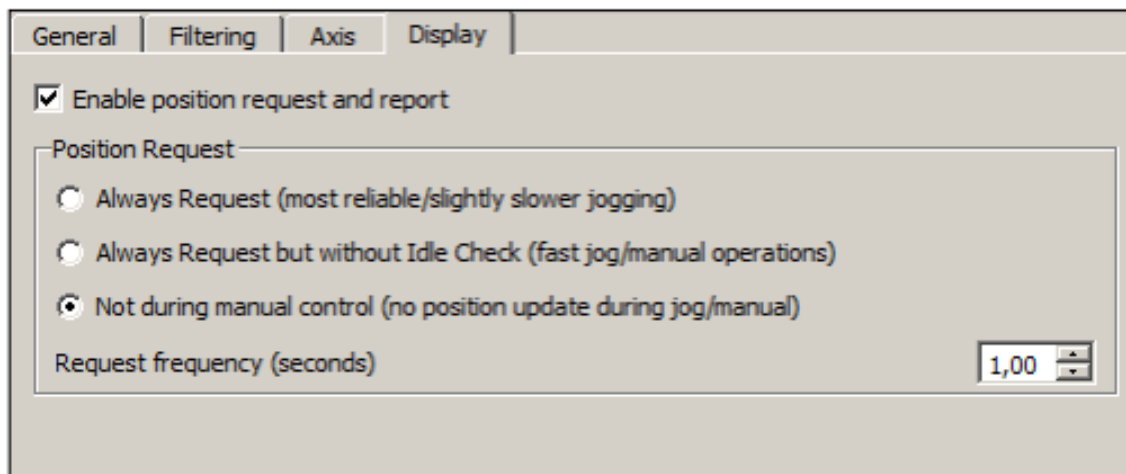 General Filtering Axis Display
Enable position request and report
Position Request
Always Request (most reliable/slightly slower jogging)
Always Request but without Idle Check (fast jog/manual operations)
Not during manual control (no position update during jog/manual)
Request frequency (seconds) 1,00